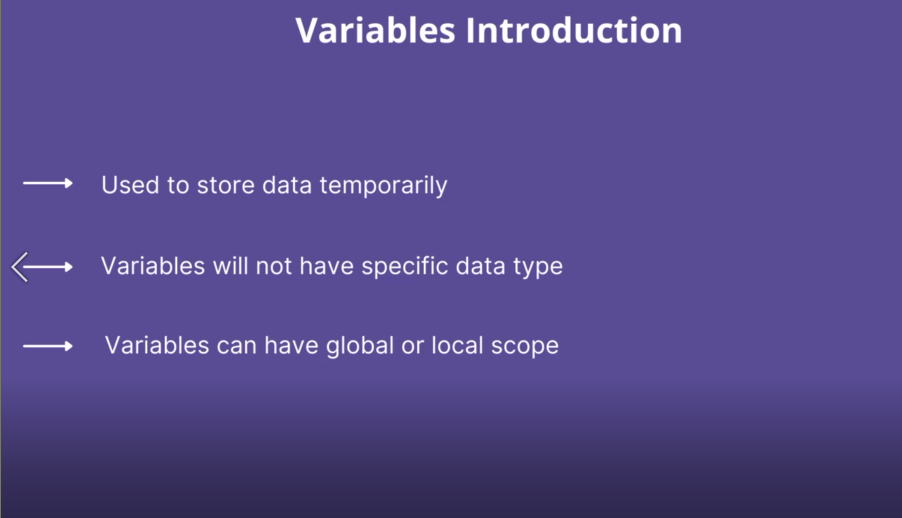 Variables Introduction
Used to store data temporarily
Variables will not have specific data type
Variables can have global or local scope